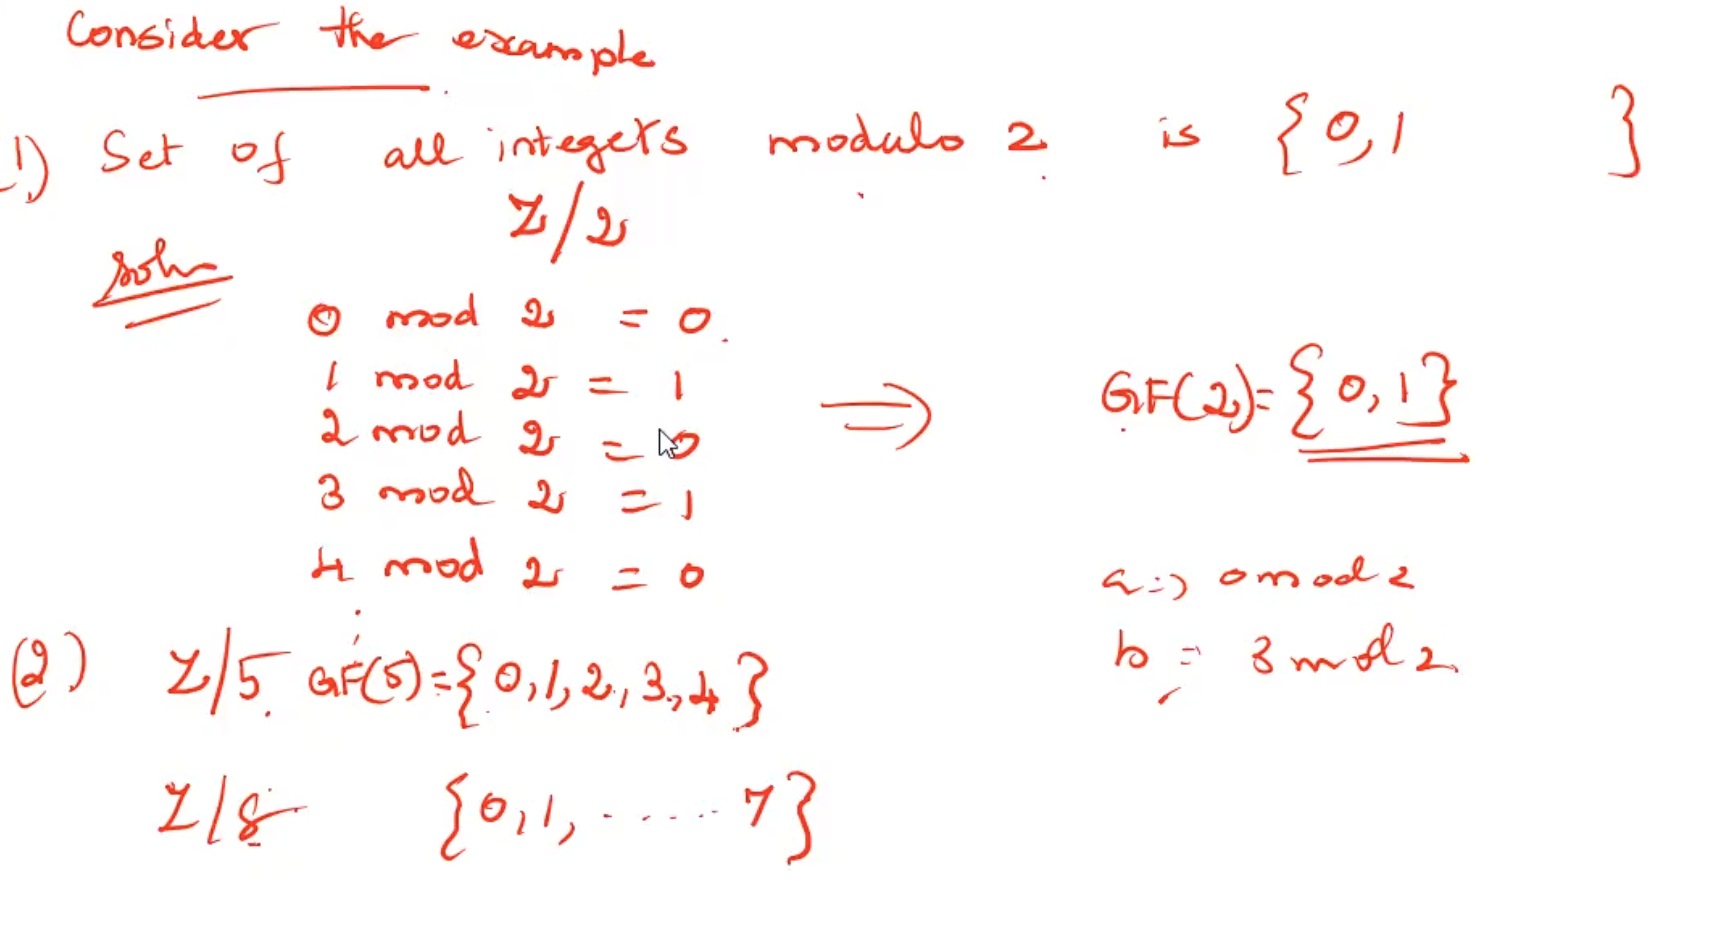 Consider the example
1) Set of all integers modulo 2 is {0,1 }
Z/2
Soln
0 mod 2 = 0
1 mod 2 = 1
2 mod 2 = 0
3 mod 2 = 1
4 mod 2 = 0
⇒ GF(2)= {0,1}
a=> 0 mod 2
b = 3 mod 2
(2) Z/5 GF(5)={0,1,2,3,4}
Z/8 {0,1,.....7}